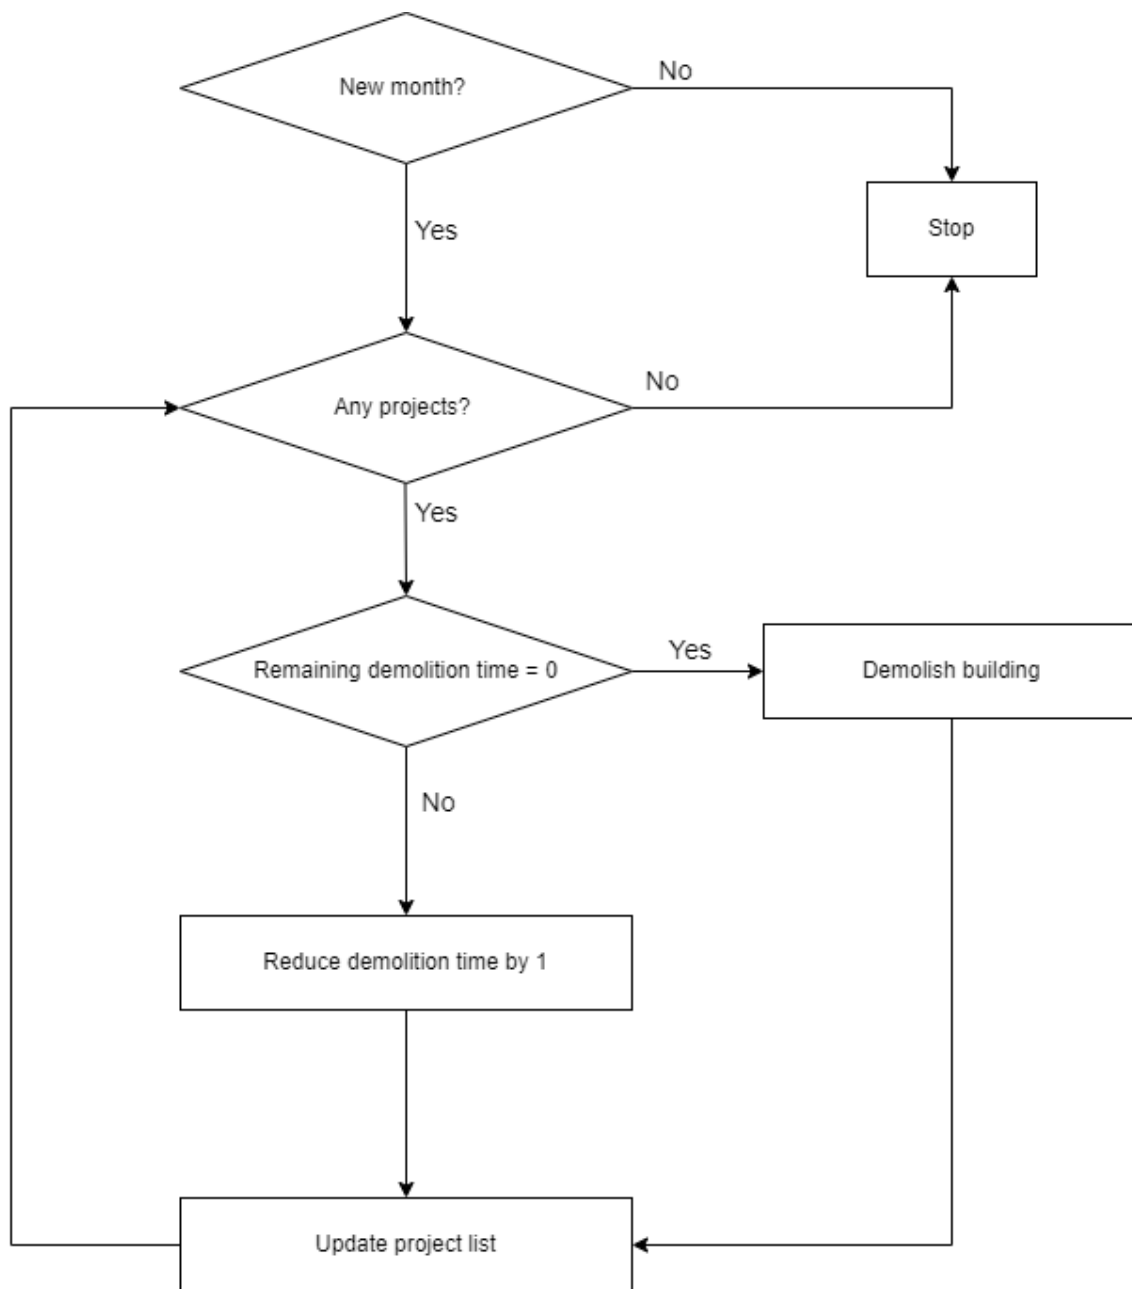 New month?
No
Stop
Yes
Any projects?
No
Yes
Remaining demolition time = 0
Yes
Demolish building
No
Reduce demolition time by 1
Update project list